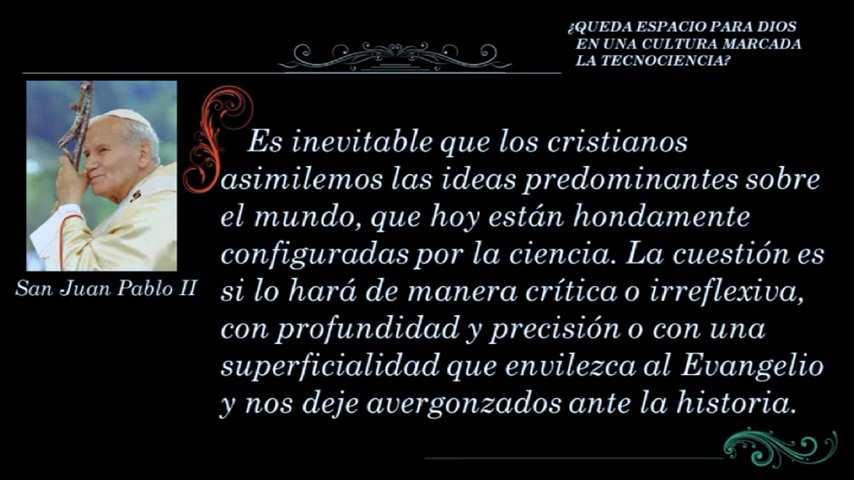 ¿QUEDA ESPACIO PARA DIOS
EN UNA CULTURA MARCADA
LA TECNOCIENCIA?
Es inevitable que los cristianos
asimilemos las ideas predominantes sobre
el mundo, que hoy están hondamente
configuradas por la ciencia. La cuestión es
si lo hará de manera crítica o irreflexiva,
con profundidad y precisión o con una
superficialidad que envilezca al Evangelio
y nos deje avergonzados ante la historia.
San Juan Pablo II